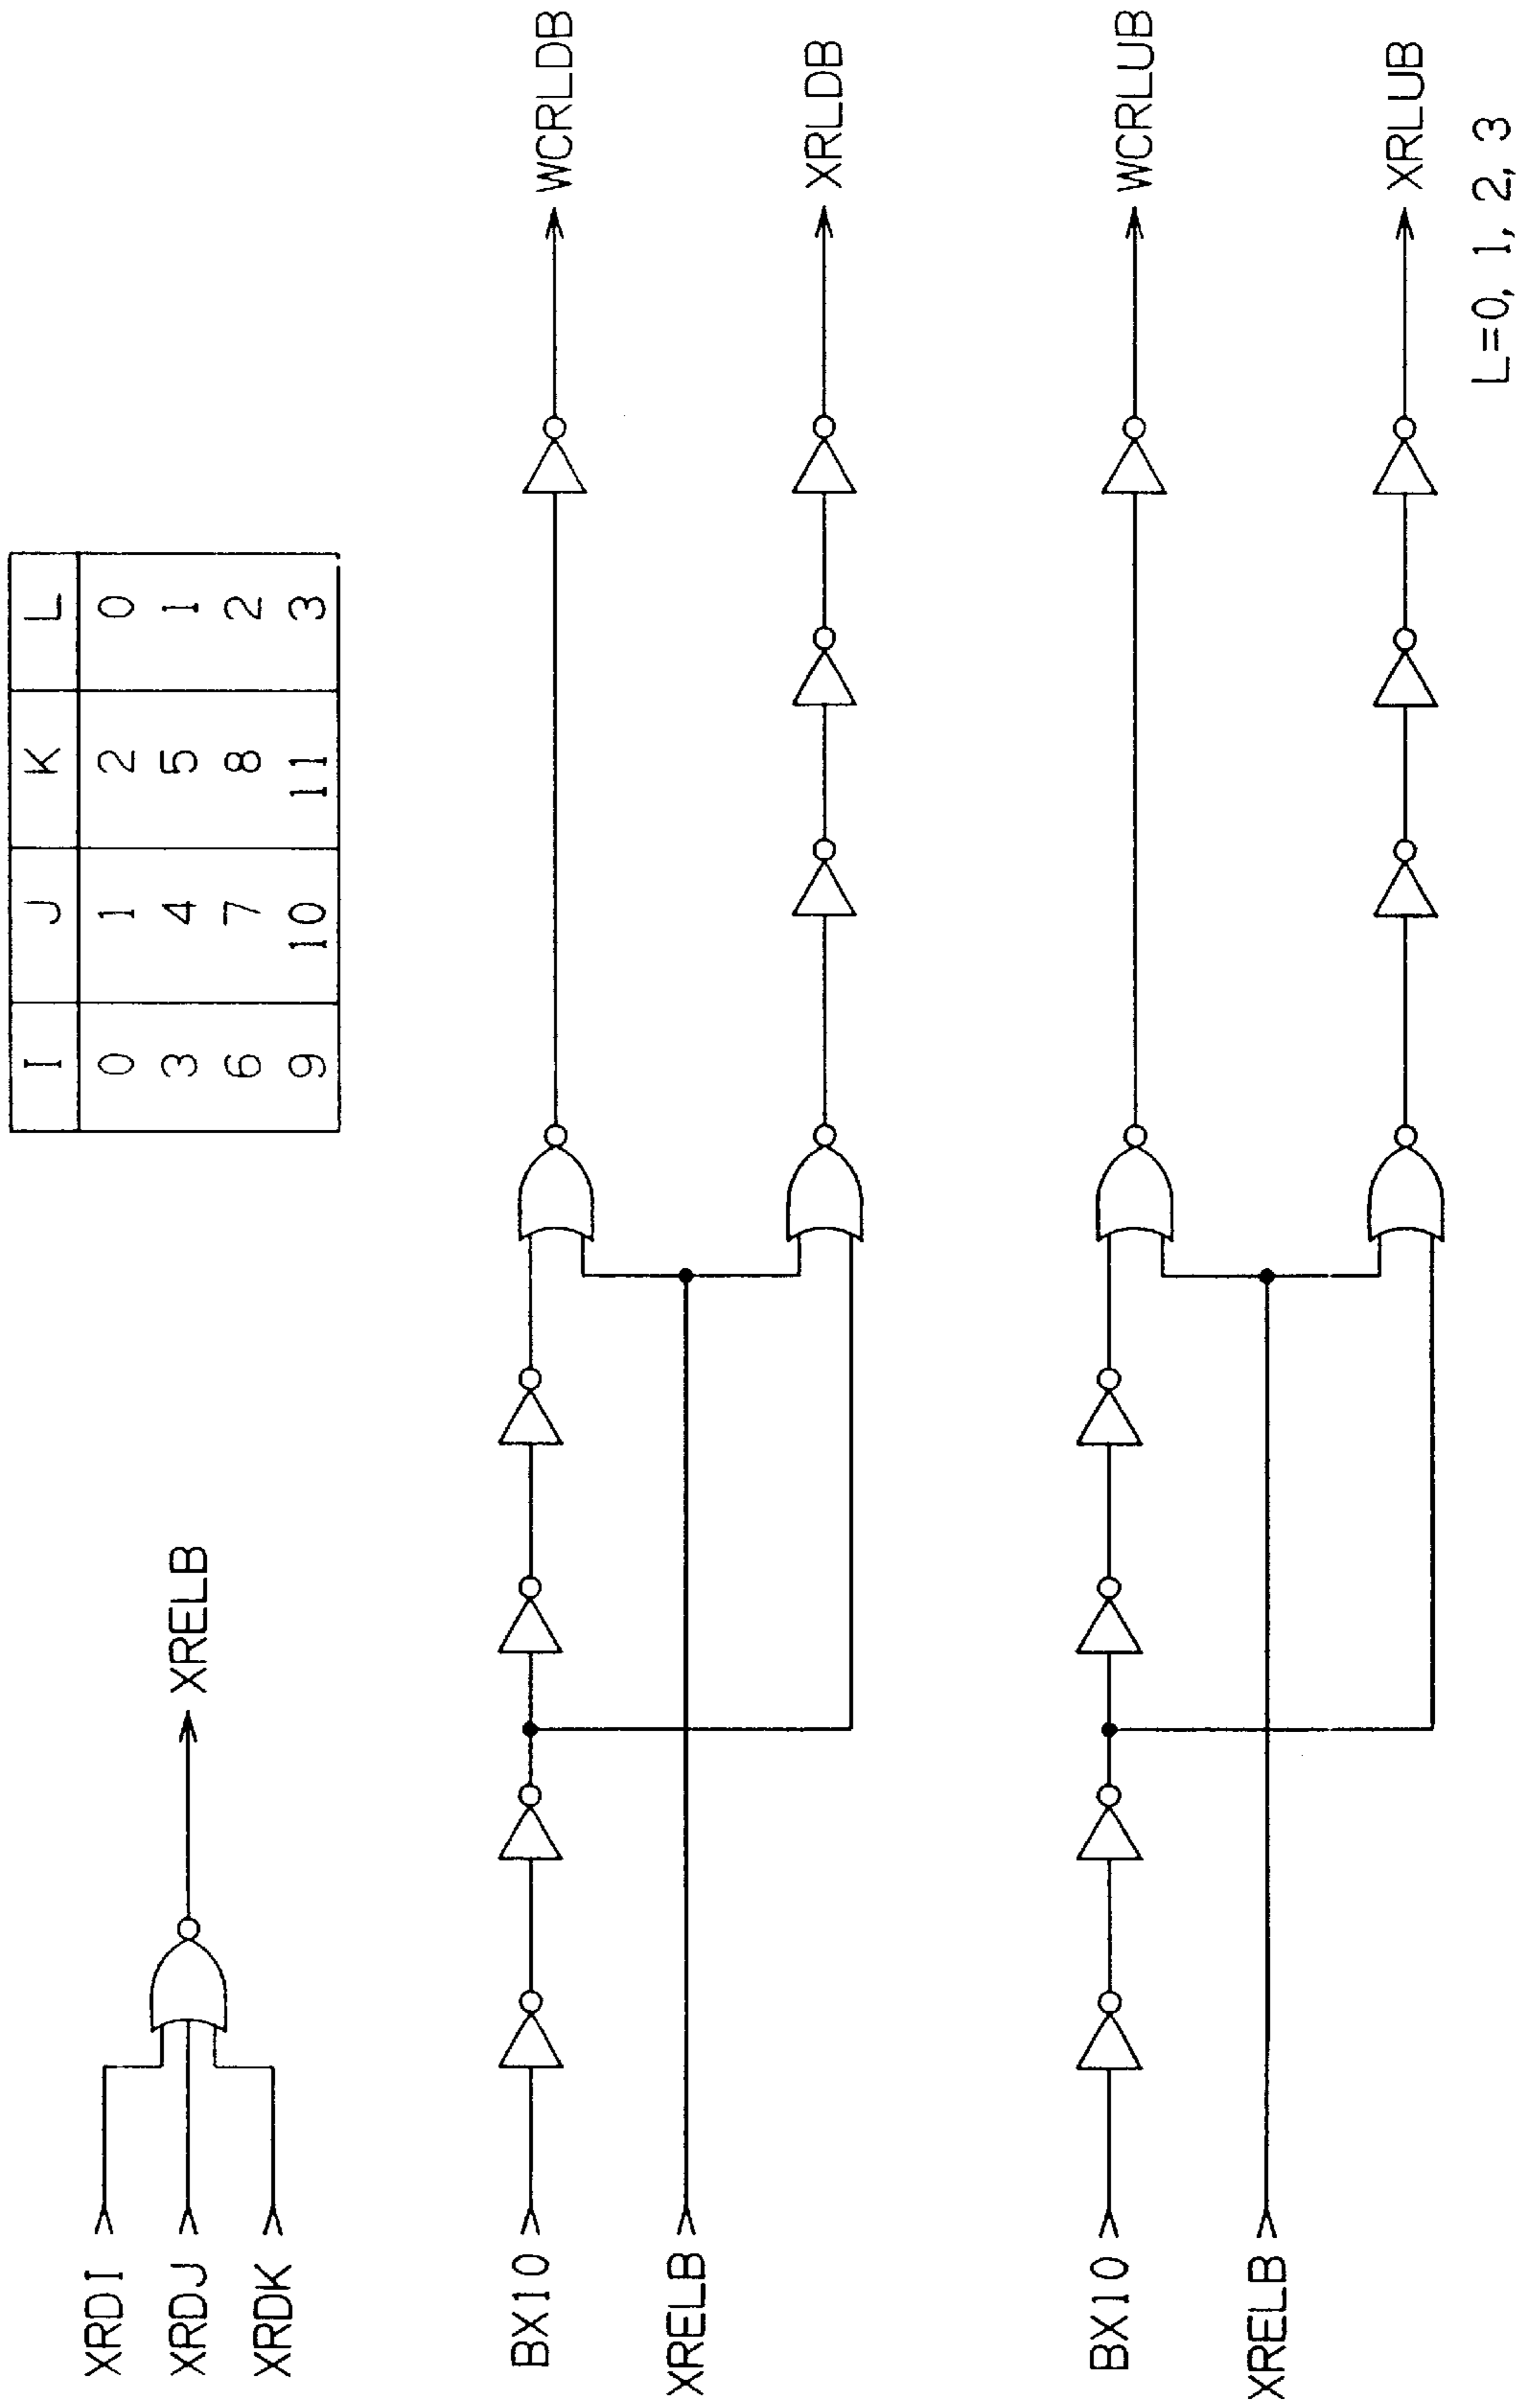 I J K L
0 1 2 0
3 4 5 1
6 7 8 2
9 10 11 3
XRDI
XRDJ
XRDK
XRELB
BX10
XRELB
WCRLDB
XRLDB
BX10
XRELB
WCRLUB
XRLUB
L=0, 1, 2, 3